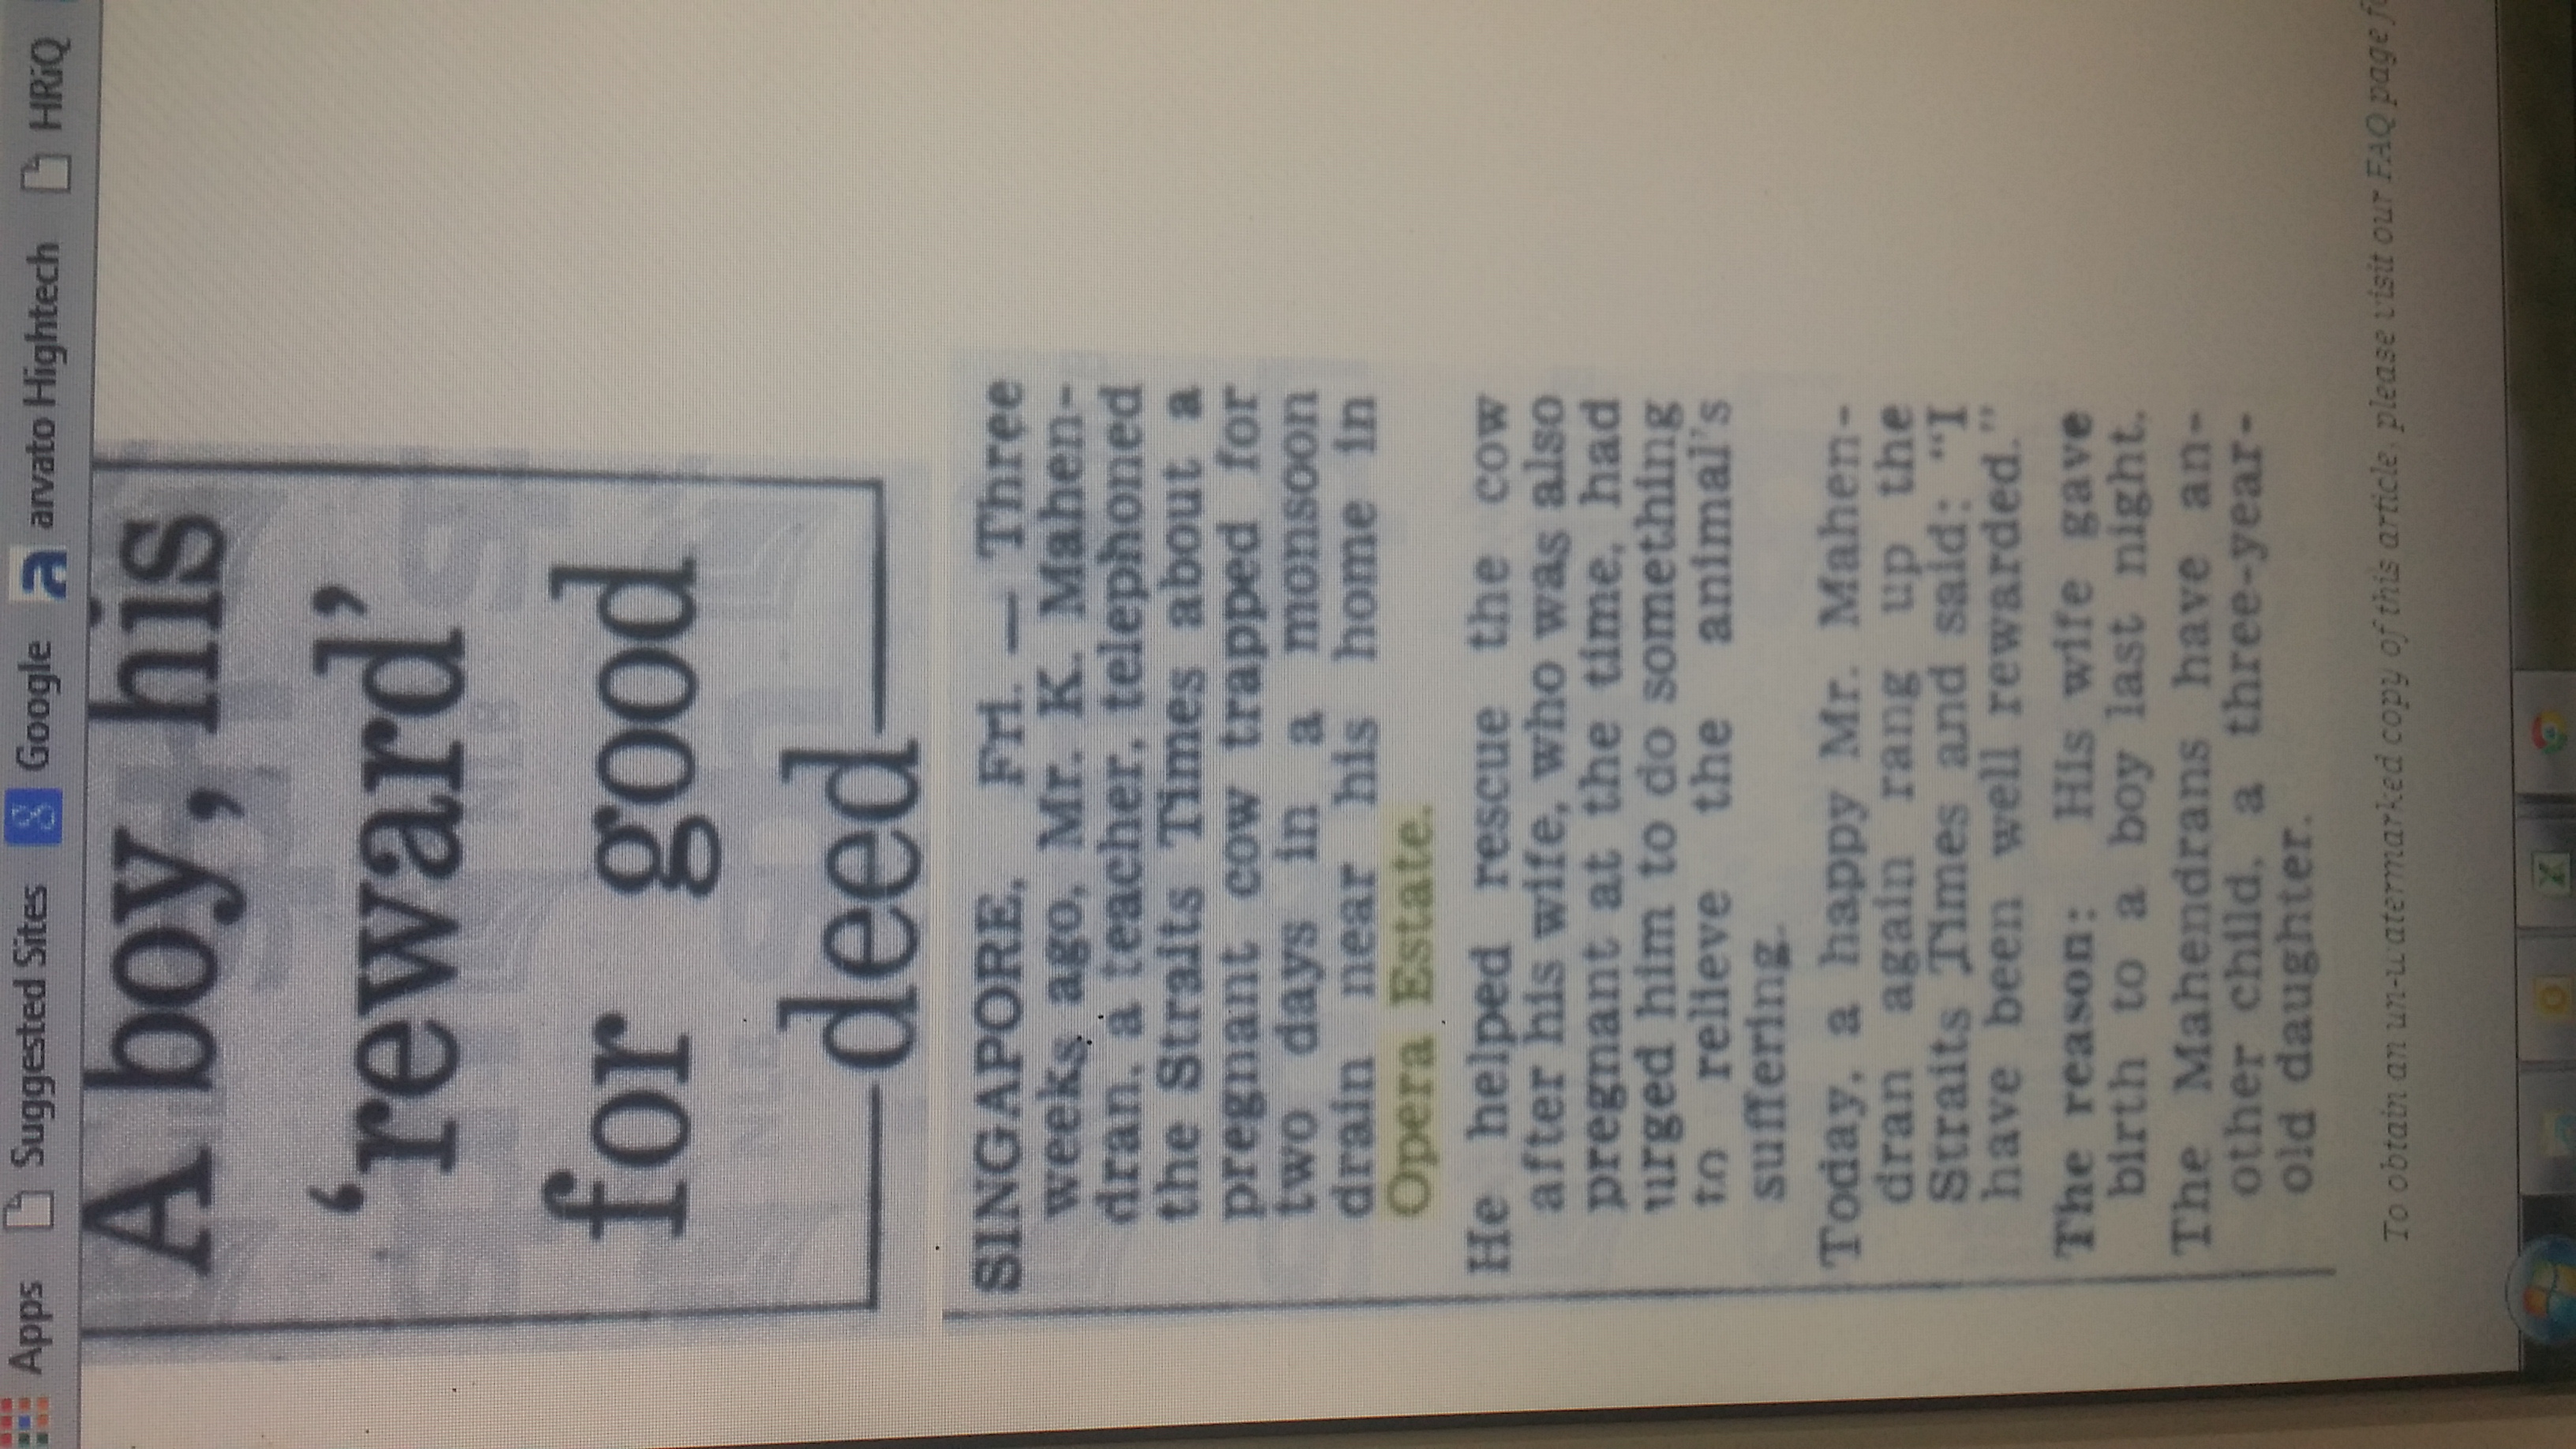 Apps
Suggested Sites
Google
arvato Hightech
HRiQ
A boy, his
‘reward’
for good
deed
SINGAPORE, Fri. — Three
weeks ago, Mr. K. Mahen-
dran, a teacher, telephoned
the Straits Times about a
pregnant cow trapped for
two days in a monsoon
drain near his home in
Opera Estate.
He helped rescue the cow
after his wife, who was also
pregnant at the time, had
urged him to do something
to relieve the animal's
suffering.
Today, a happy Mr. Mahen-
dran again rang up the
Straits Times and said: "I
have been well rewarded."
The reason: His wife gave
birth to a boy last night.
The Mahendrans have an-
other child, a three-year-
old daughter.
To obtain an un-watermarked copy of this article, please visit our FAQ page